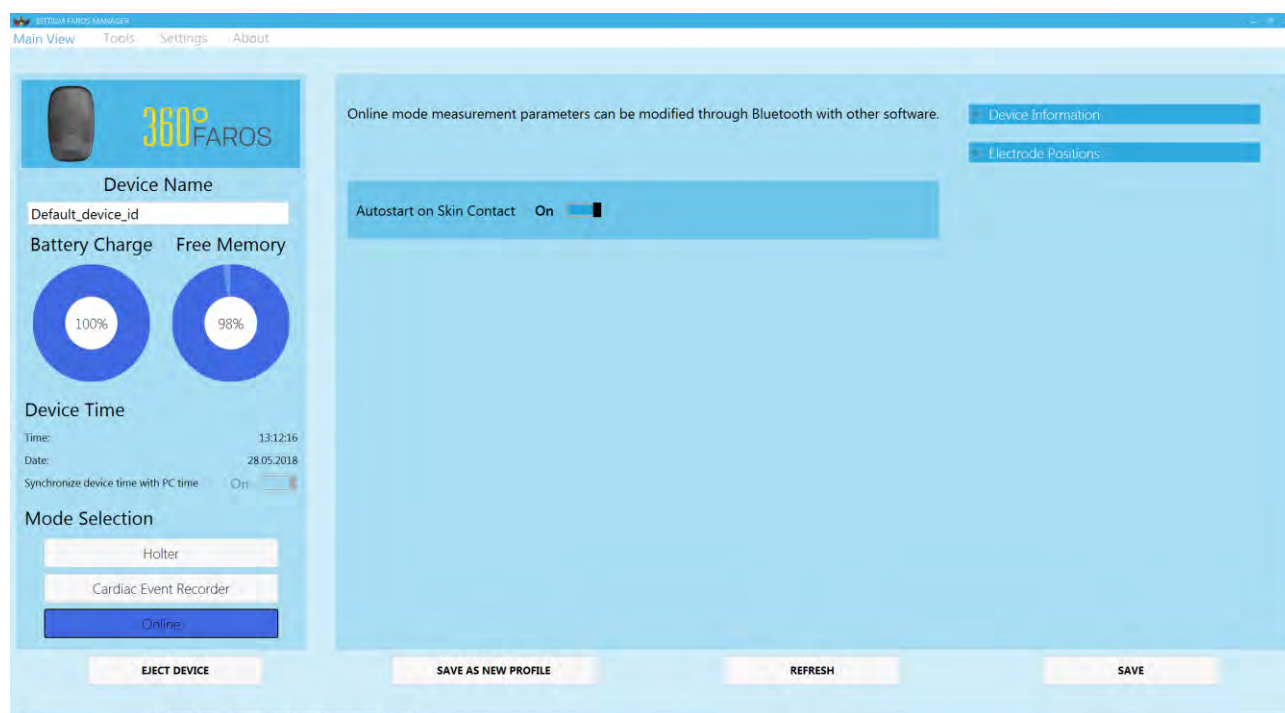 BITTIUM FAROS MANAGER
Main View Tools Settings About
360° FAROS
Device Name
Default_device_id
Battery Charge Free Memory
100% 98%
Device Time
Time: 13:12:16
Date: 28.05.2018
Synchronize device time with PC time On
Mode Selection
Holter
Cardiac Event Recorder
Online
EJECT DEVICE
Online mode measurement parameters can be modified through Bluetooth with other software.
Autostart on Skin Contact On
Device Information
Electrode Positions
SAVE AS NEW PROFILE REFRESH SAVE